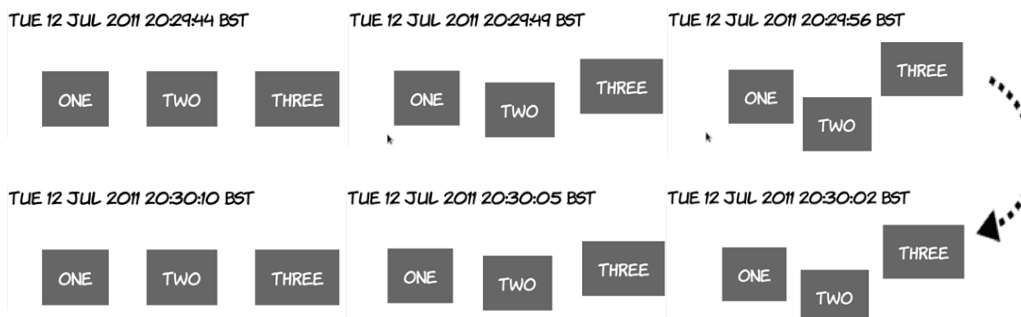 TUE 12 JUL 2011 20:29:44 BST
TUE 12 JUL 2011 20:29:49 BST
TUE 12 JUL 2011 20:29:56 BST
ONE TWO THREE
ONE TWO THREE
ONE TWO THREE
TUE 12 JUL 2011 20:30:10 BST
TUE 12 JUL 2011 20:30:05 BST
TUE 12 JUL 2011 20:30:02 BST
ONE TWO THREE
ONE TWO THREE
ONE TWO THREE